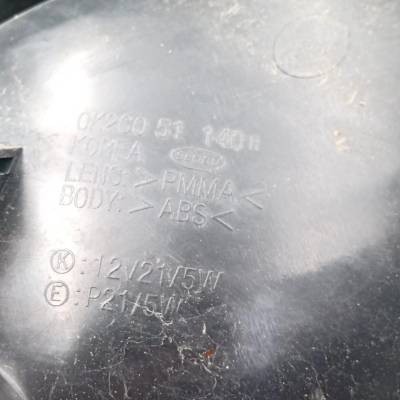 0K2C0 51 140
KOREA
LENS: >PMMA<
BODY: >ABS<
K : 12V21/5W
E : P21/5W